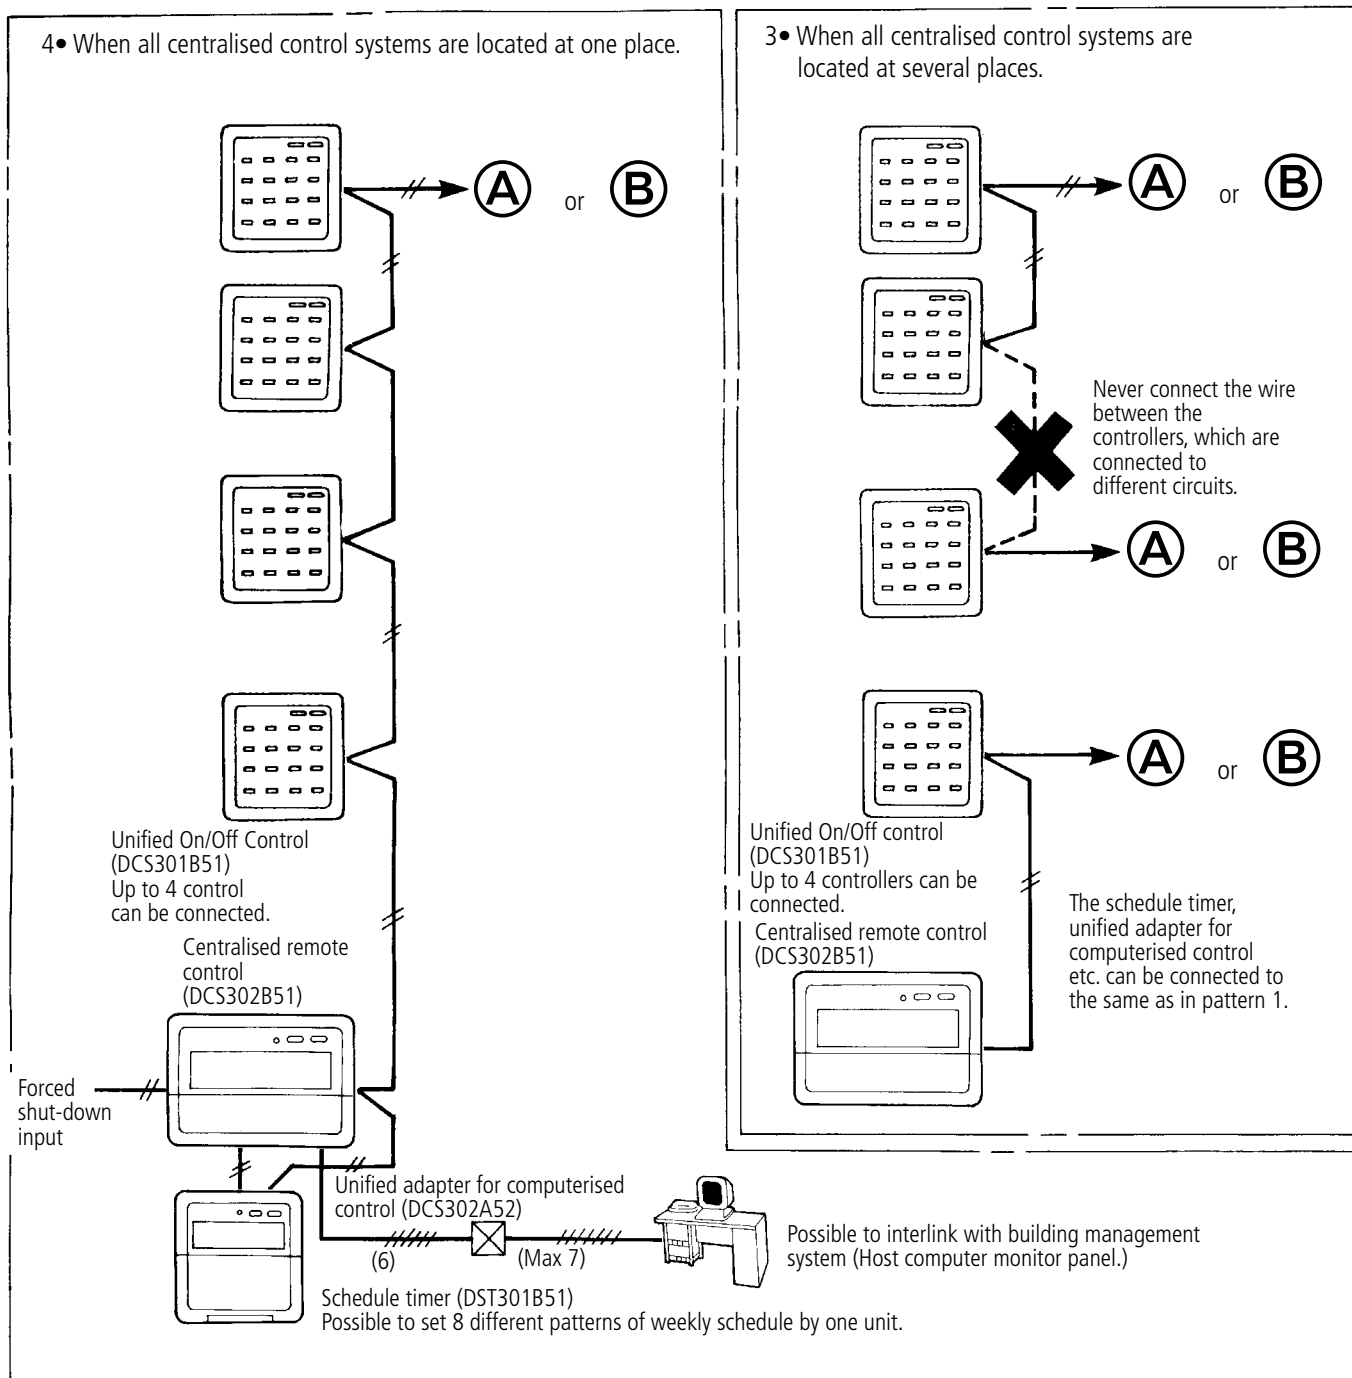 4• When all centralised control systems are located at one place.
A or B
Unified On/Off Control
(DCS301B51)
Up to 4 control
can be connected.
Centralised remote
control
(DCS302B51)
Forced
shut-down
input
Unified adapter for computerised
control (DCS302A52)
(6)
(Max 7)
Possible to interlink with building management
system (Host computer monitor panel.)
Schedule timer (DST301B51)
Possible to set 8 different patterns of weekly schedule by one unit.
3• When all centralised control systems are
located at several places.
A or B
Never connect the wire
between the
controllers, which are
connected to
different circuits.
A or B
A or B
Unified On/Off control
(DCS301B51)
Up to 4 controllers can be
connected.
Centralised remote control
(DCS302B51)
The schedule timer,
unified adapter for
computerised control
etc. can be connected to
the same as in pattern 1.